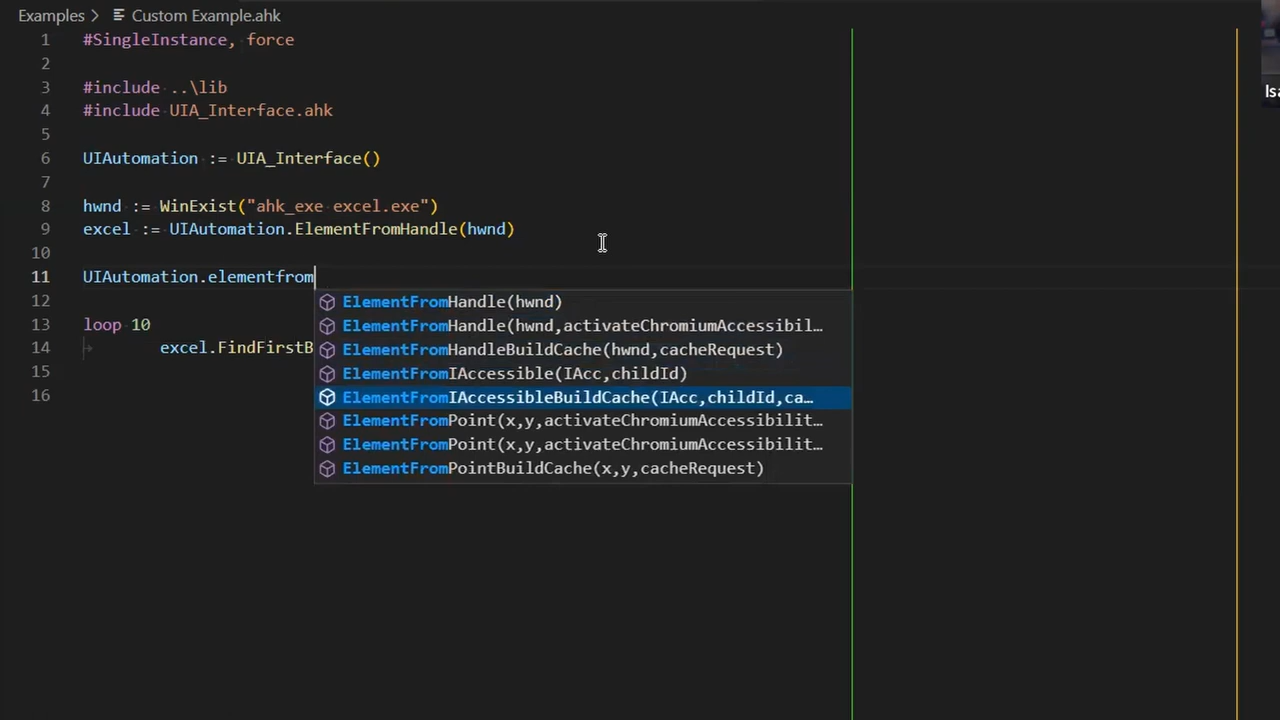 Examples > Custom Example.ahk
1 #SingleInstance, force
2
3 #include ..\lib
4 #include UIA_Interface.ahk
5
6 UIAutomation := UIA_Interface()
7
8 hwnd := WinExist("ahk_exe excel.exe")
9 excel := UIAutomation.ElementFromHandle(hwnd)
10
11 UIAutomation.elementfrom
ElementFromHandle(hwnd)
12
ElementFromHandle(hwnd,activateChromiumAccessibil…
13 loop 10
ElementFromHandleBuildCache(hwnd,cacheRequest)
14 excel.FindFirstB
ElementFromIAccessible(IAcc,childId)
15
ElementFromIAccessibleBuildCache(IAcc,childId,ca…
16
ElementFromPoint(x,y,activateChromiumAccessibilit…
ElementFromPoint(x,y,activateChromiumAccessibilit…
ElementFromPointBuildCache(x,y,cacheRequest)
Isa